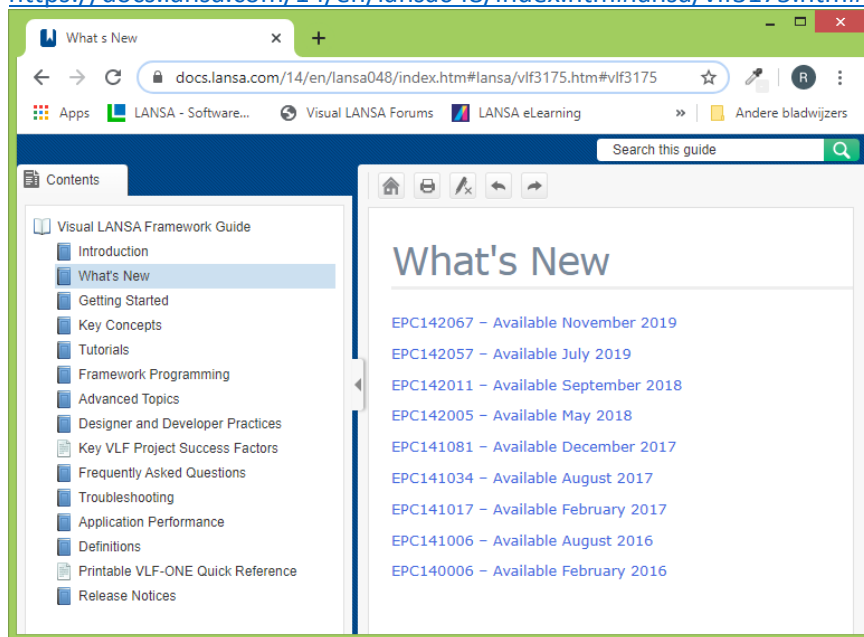 What s New
docs.lansa.com/14/en/lansa048/index.htm#lansa/vlf3175.htm#vlf3175
R
Apps LANSA - Software... Visual LANSA Forums LANSA eLearning » Andere bladwijzers
Search this guide
Contents
Visual LANSA Framework Guide
Introduction
What's New
Getting Started
Key Concepts
Tutorials
Framework Programming
Advanced Topics
Designer and Developer Practices
Key VLF Project Success Factors
Frequently Asked Questions
Troubleshooting
Application Performance
Definitions
Printable VLF-ONE Quick Reference
Release Notices
What's New
EPC142067 – Available November 2019
EPC142057 – Available July 2019
EPC142011 – Available September 2018
EPC142005 – Available May 2018
EPC141081 – Available December 2017
EPC141034 – Available August 2017
EPC141017 – Available February 2017
EPC141006 – Available August 2016
EPC140006 – Available February 2016